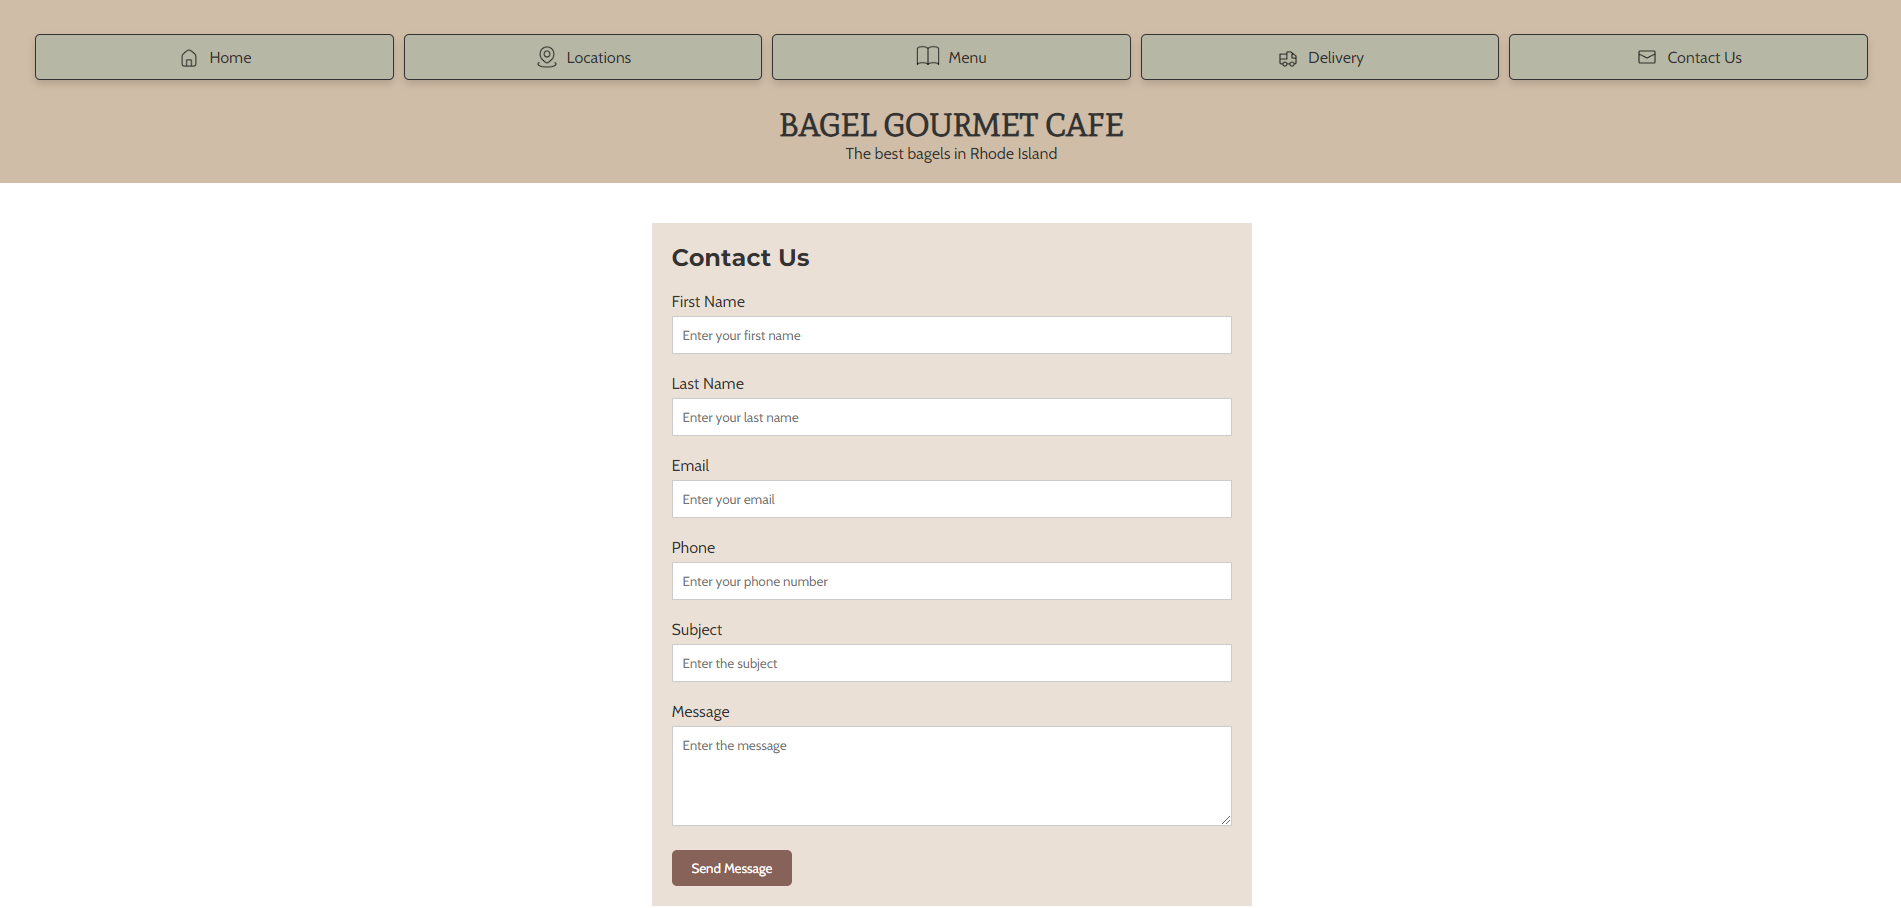 Home Locations Menu Delivery Contact Us
BAGEL GOURMET CAFE
The best bagels in Rhode Island
Contact Us
First Name
Enter your first name
Last Name
Enter your last name
Email
Enter your email
Phone
Enter your phone number
Subject
Enter the subject
Message
Enter the message
Send Message